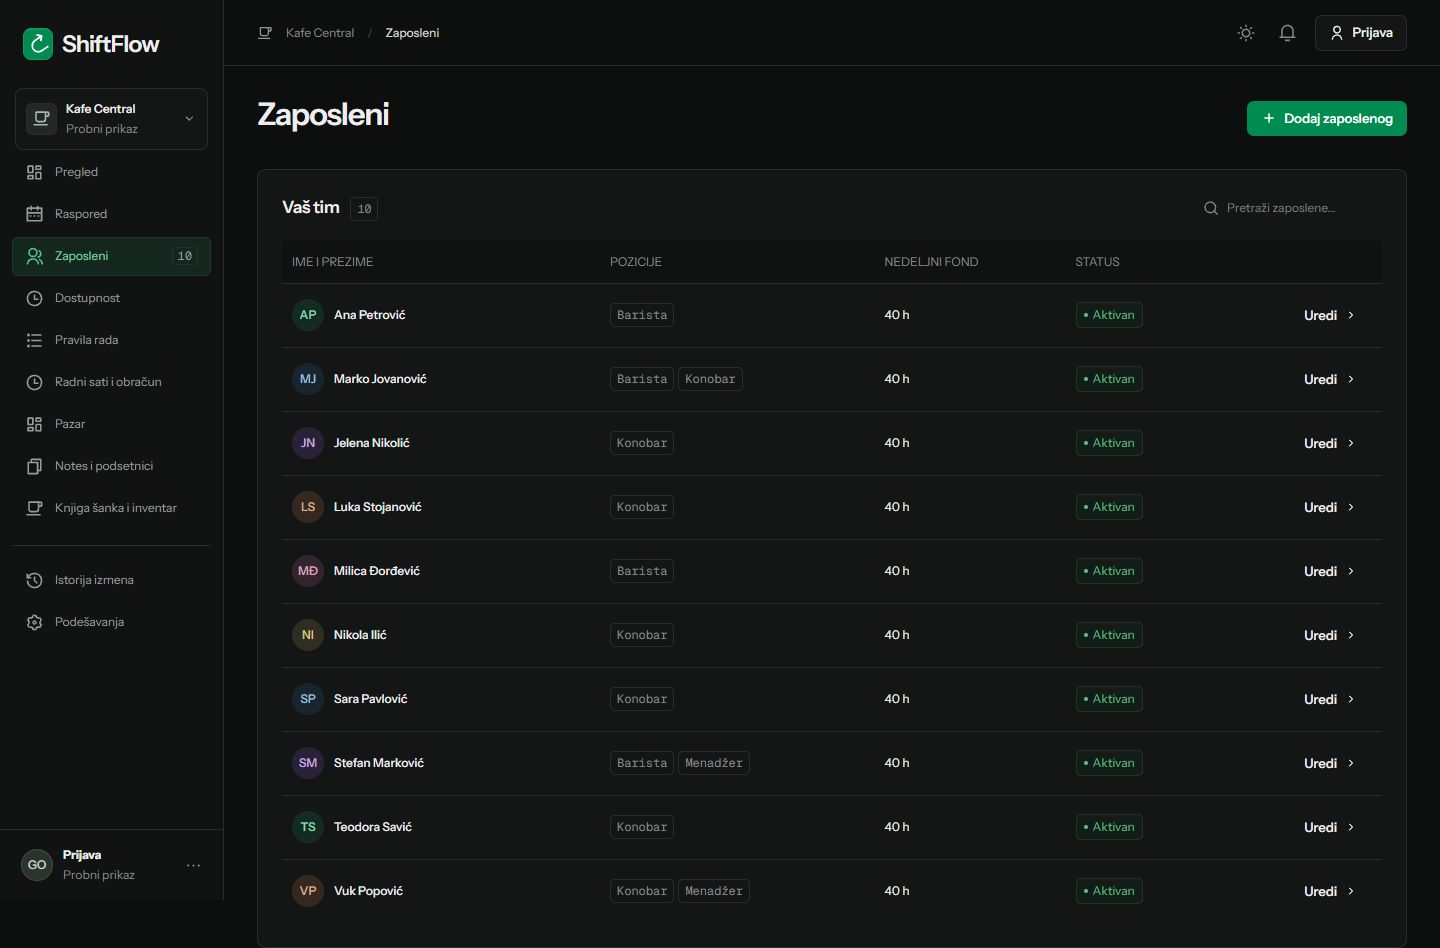 ShiftFlow
Kafe Central
Probni prikaz
Pregled
Raspored
Zaposleni 10
Dostupnost
Pravila rada
Radni sati i obračun
Pazar
Notes i podsetnici
Knjiga šanka i inventar
Istorija izmena
Podešavanja
GO Prijava
Probni prikaz
Kafe Central / Zaposleni
Prijava
Zaposleni
+ Dodaj zaposlenog
Vaš tim 10
Pretraži zaposlene...
IME I PREZIME POZICIJE NEDELJNI FOND STATUS
AP Ana Petrović Barista 40 h Aktivan Uredi
MJ Marko Jovanović Barista Konobar 40 h Aktivan Uredi
JN Jelena Nikolić Konobar 40 h Aktivan Uredi
LS Luka Stojanović Konobar 40 h Aktivan Uredi
MĐ Milica Đorđević Barista 40 h Aktivan Uredi
NI Nikola Ilić Konobar 40 h Aktivan Uredi
SP Sara Pavlović Konobar 40 h Aktivan Uredi
SM Stefan Marković Barista Menadžer 40 h Aktivan Uredi
TS Teodora Savić Konobar 40 h Aktivan Uredi
VP Vuk Popović Konobar Menadžer 40 h Aktivan Uredi